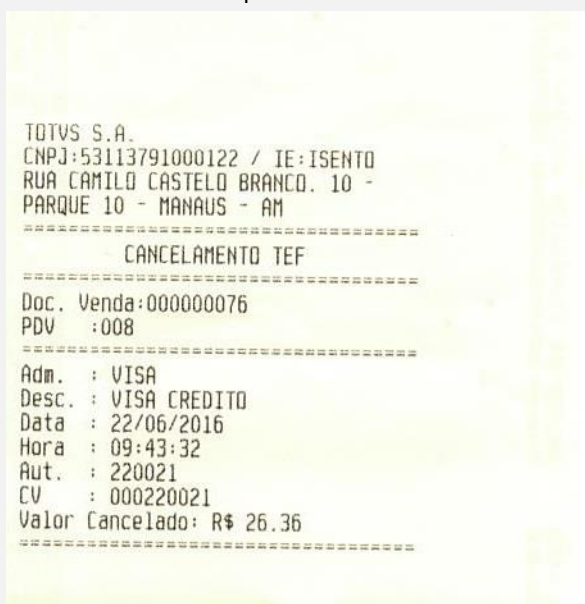 TOTVS S.A.
CNPJ:53113791000122 / IE:ISENTO
RUA CAMILO CASTELO BRANCO. 10 -
PARQUE 10 - MANAUS - AM
====================================
CANCELAMENTO TEF
====================================
Doc. Venda:000000076
PDV   :008
====================================
Adm.  : VISA
Desc. : VISA CREDITO
Data  : 22/06/2016
Hora  : 09:43:32
Aut.  : 220021
CV    : 000220021
Valor Cancelado: R$ 26.36
====================================